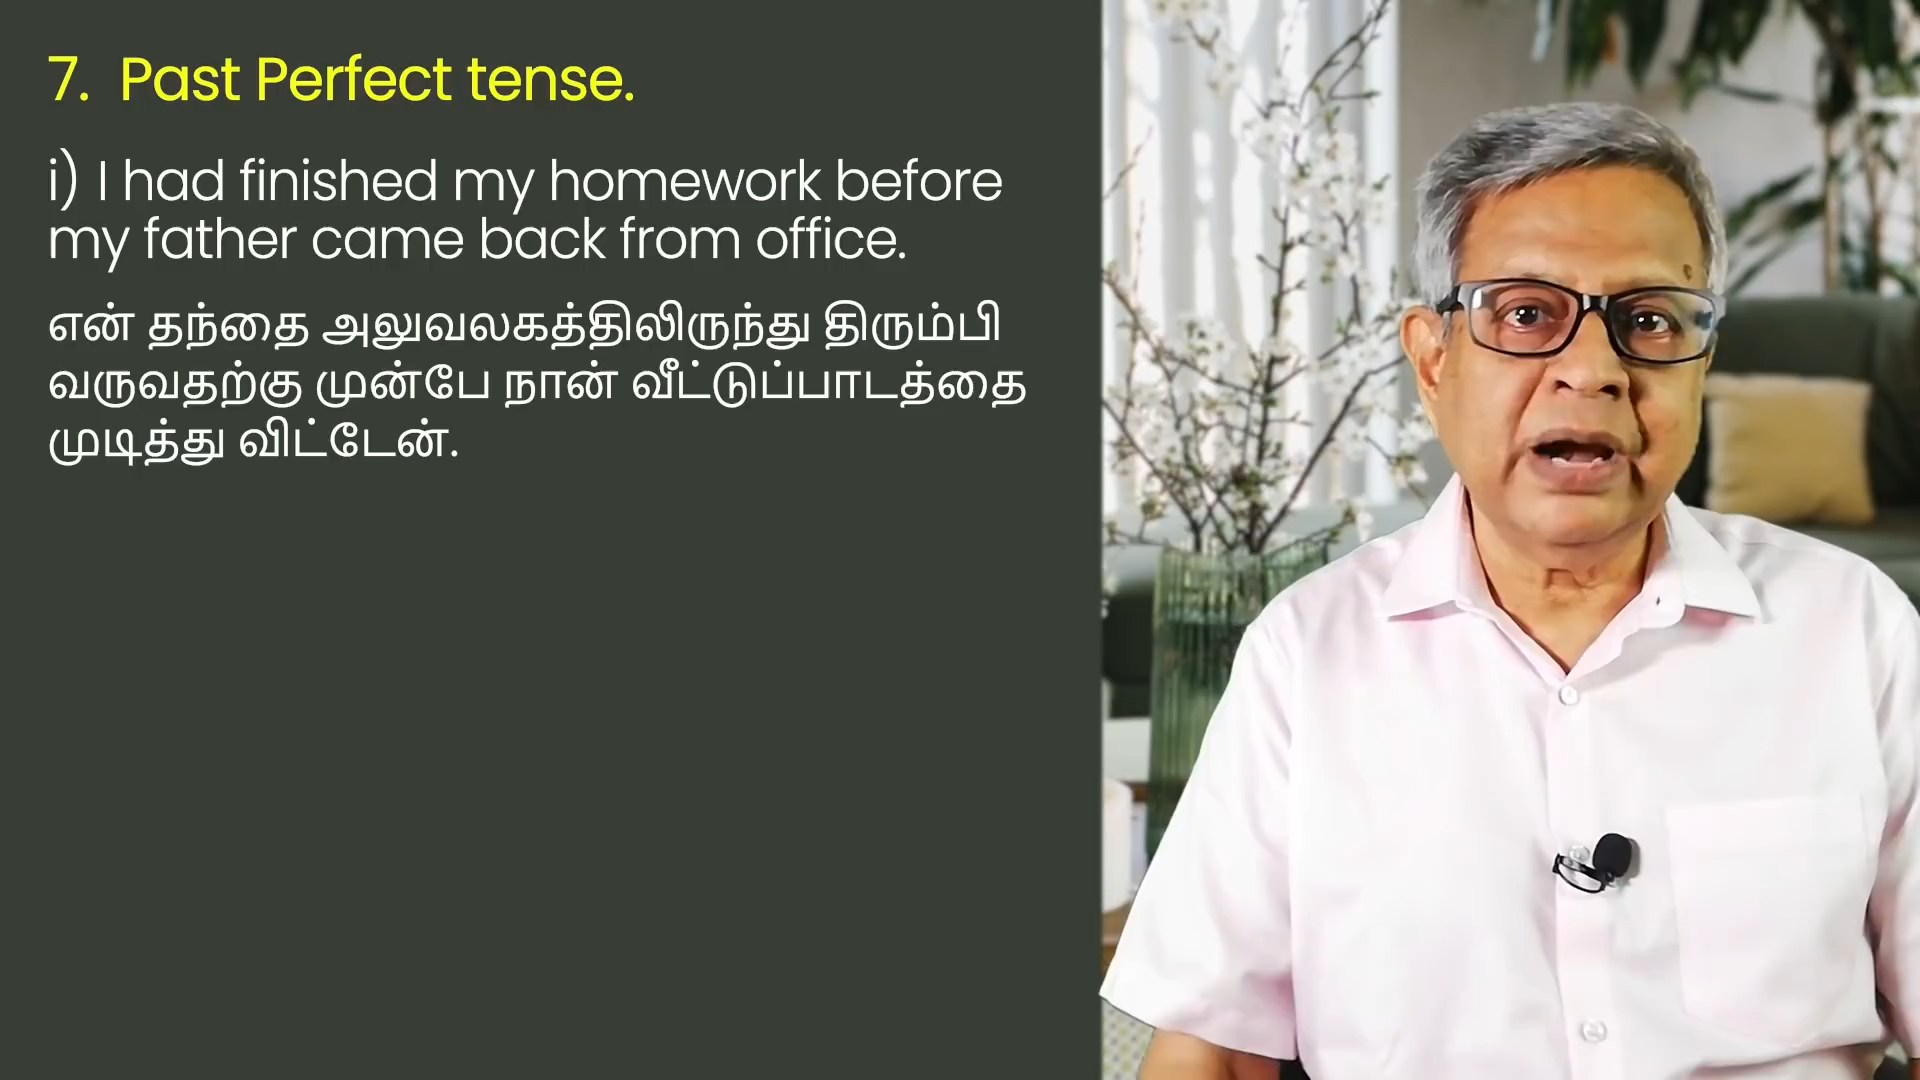 7. Past Perfect tense.
i) I had finished my homework before
my father came back from office.
என் தந்தை அலுவலகத்திலிருந்து திரும்பி
வருவதற்கு முன்பே நான் வீட்டுப்பாடத்தை
முடித்து விட்டேன்.